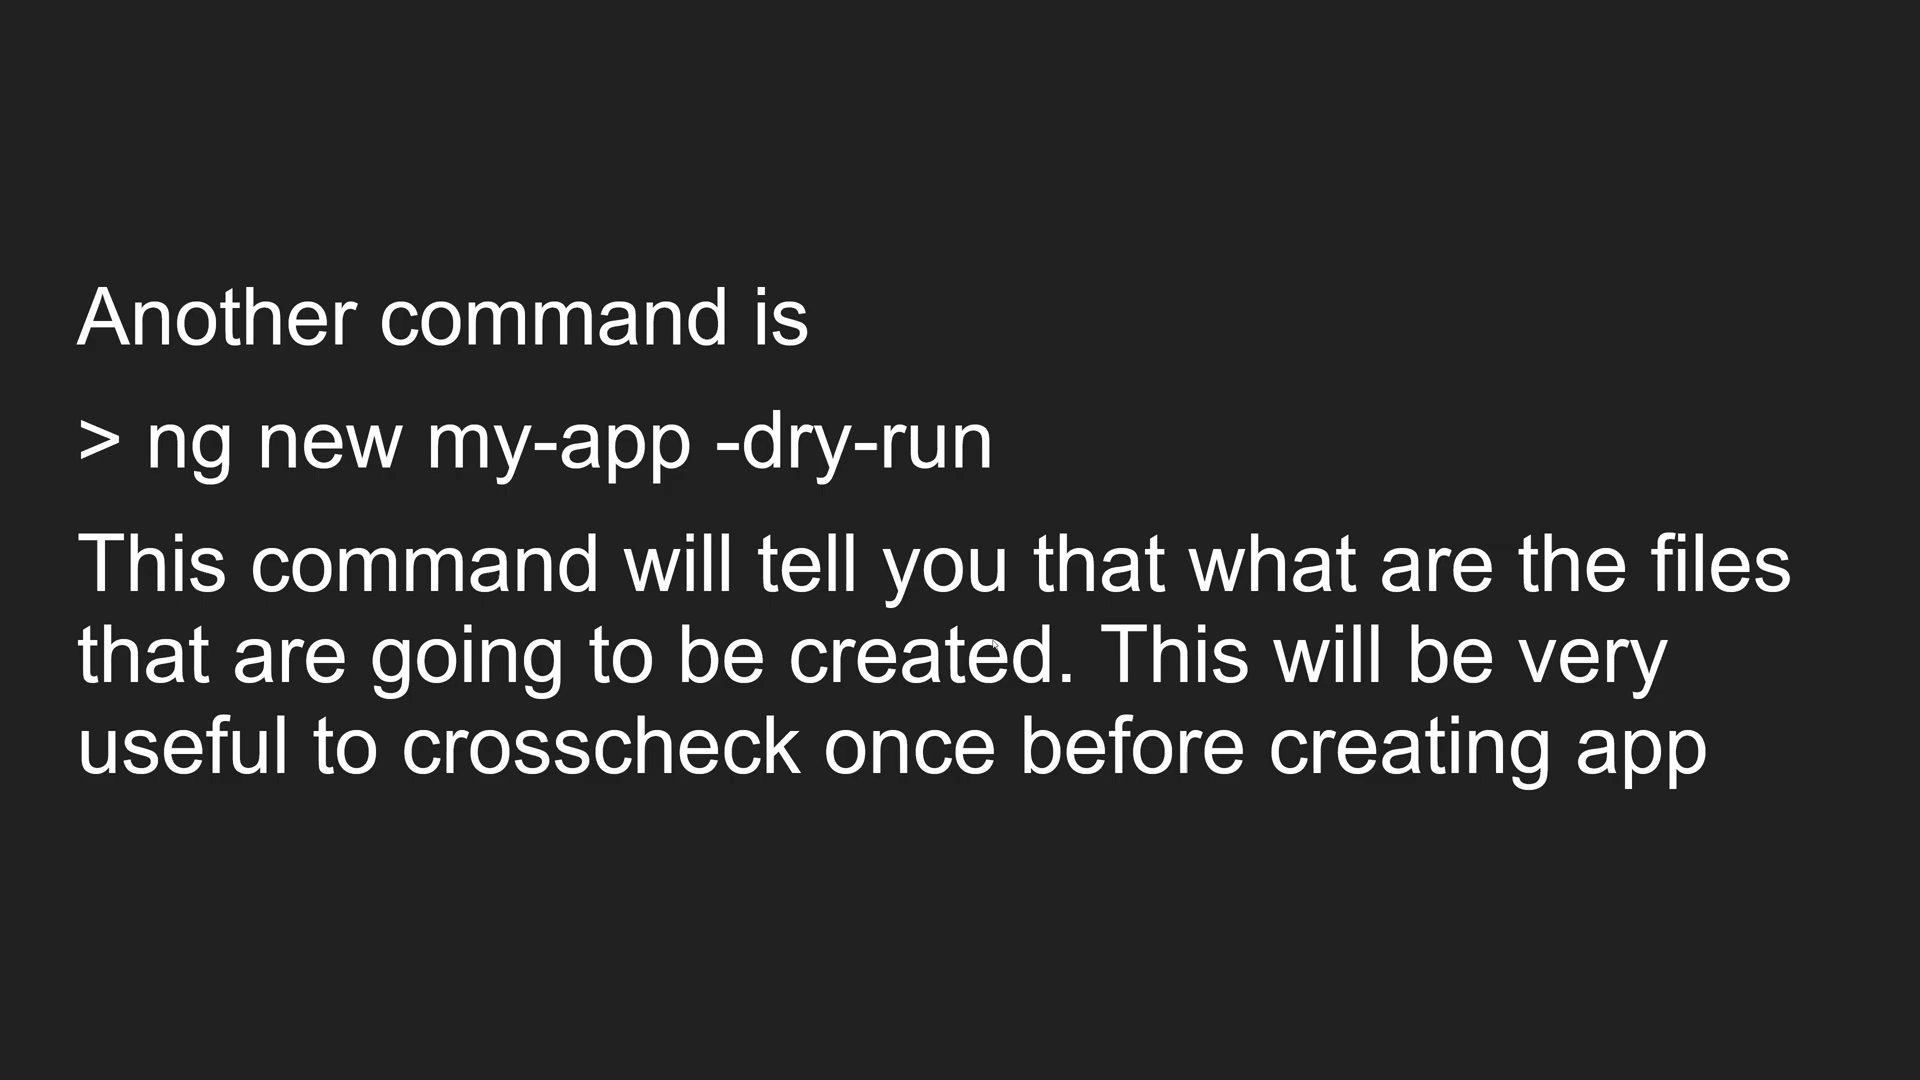 Another command is
> ng new my-app -dry-run
This command will tell you that what are the files
that are going to be created. This will be very
useful to crosscheck once before creating app